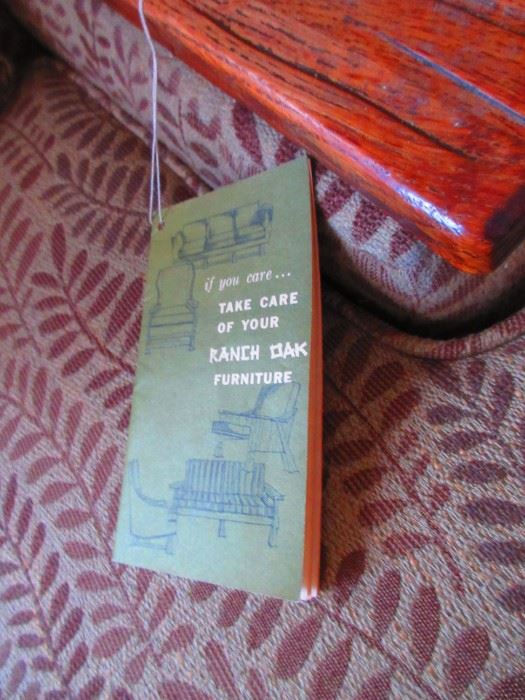 if you care...
TAKE CARE
OF YOUR
RANCH OAK
FURNITURE